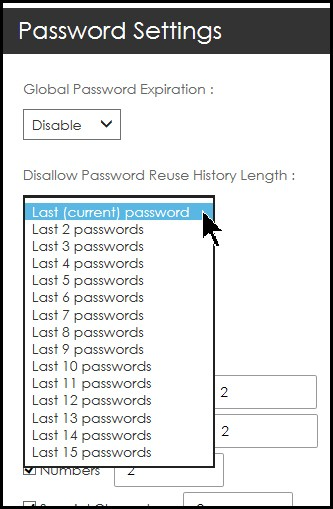 Password Settings
Global Password Expiration :
Disable
Disallow Password Reuse History Length :
Last (current) password
Last 2 passwords
Last 3 passwords
Last 4 passwords
Last 5 passwords
Last 6 passwords
Last 7 passwords
Last 8 passwords
Last 9 passwords
Last 10 passwords
Last 11 passwords
2
Last 12 passwords
Last 13 passwords
2
Last 14 passwords
Last 15 passwords
Numbers 2